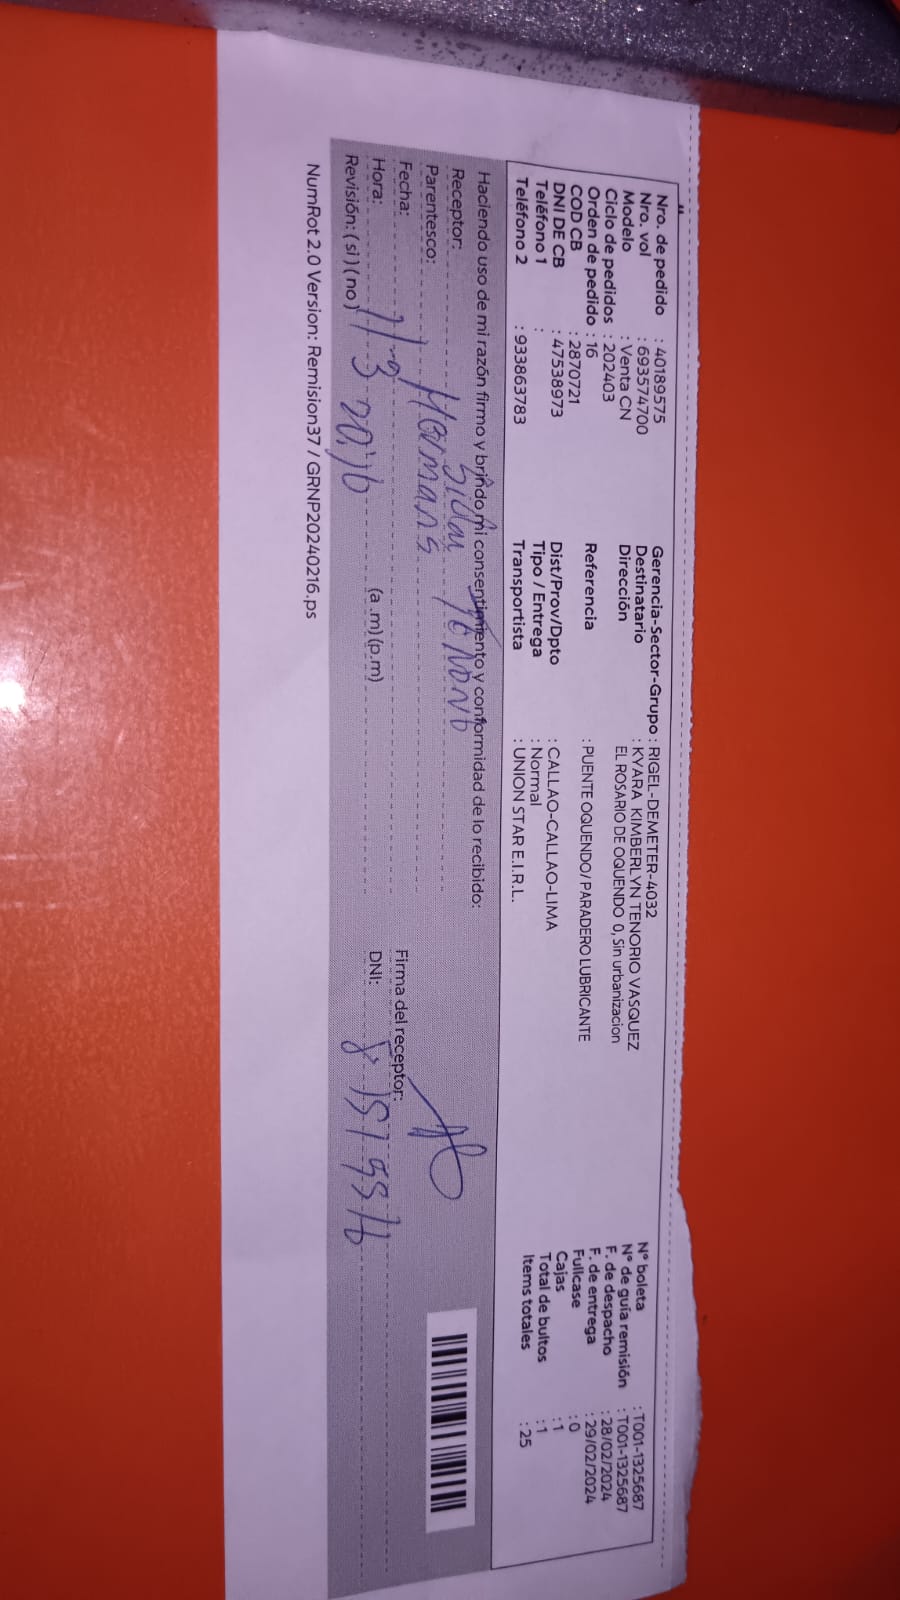 Nro. de pedido : 40189575
Nro. vol : 693574700
Modelo : Venta CN
Ciclo de pedidos : 202403
Orden de pedido : 16
COD CB : 2870721
DNI DE CB : 47538973
Teléfono 1 :
Teléfono 2 : 933863783
Gerencia-Sector-Grupo : RIGEL-DEMETER-4032
Destinatario : KYARA KIMBERLYN TENORIO VASQUEZ
Dirección EL ROSARIO DE OQUENDO 0, Sin urbanizacion
Referencia : PUENTE OQUENDO/ PARADERO LUBRICANTE
Dist/Prov/Dpto : CALLAO-CALLAO-LIMA
Tipo / Entrega : Normal
Transportista : UNION STAR E.I.R.L.
N° boleta : T001-1325687
N° de guía remisión : T001-1325687
F. de despacho : 28/02/2024
F. de entrega : 29/02/2024
Fullcase : 0
Cajas : 1
Total de bultos : 1
Items totales : 25
Haciendo uso de mi razón firmo y brindo mi consentimiento y conformidad de lo recibido:
Receptor:
Parentesco: Hermana
Fecha:
Hora: (a .m) (p.m)
Revisión: ( si ) ( no )
Firma del receptor:
DNI:
NumRot 2.0 Version: Remision37 / GRNP20240216.ps